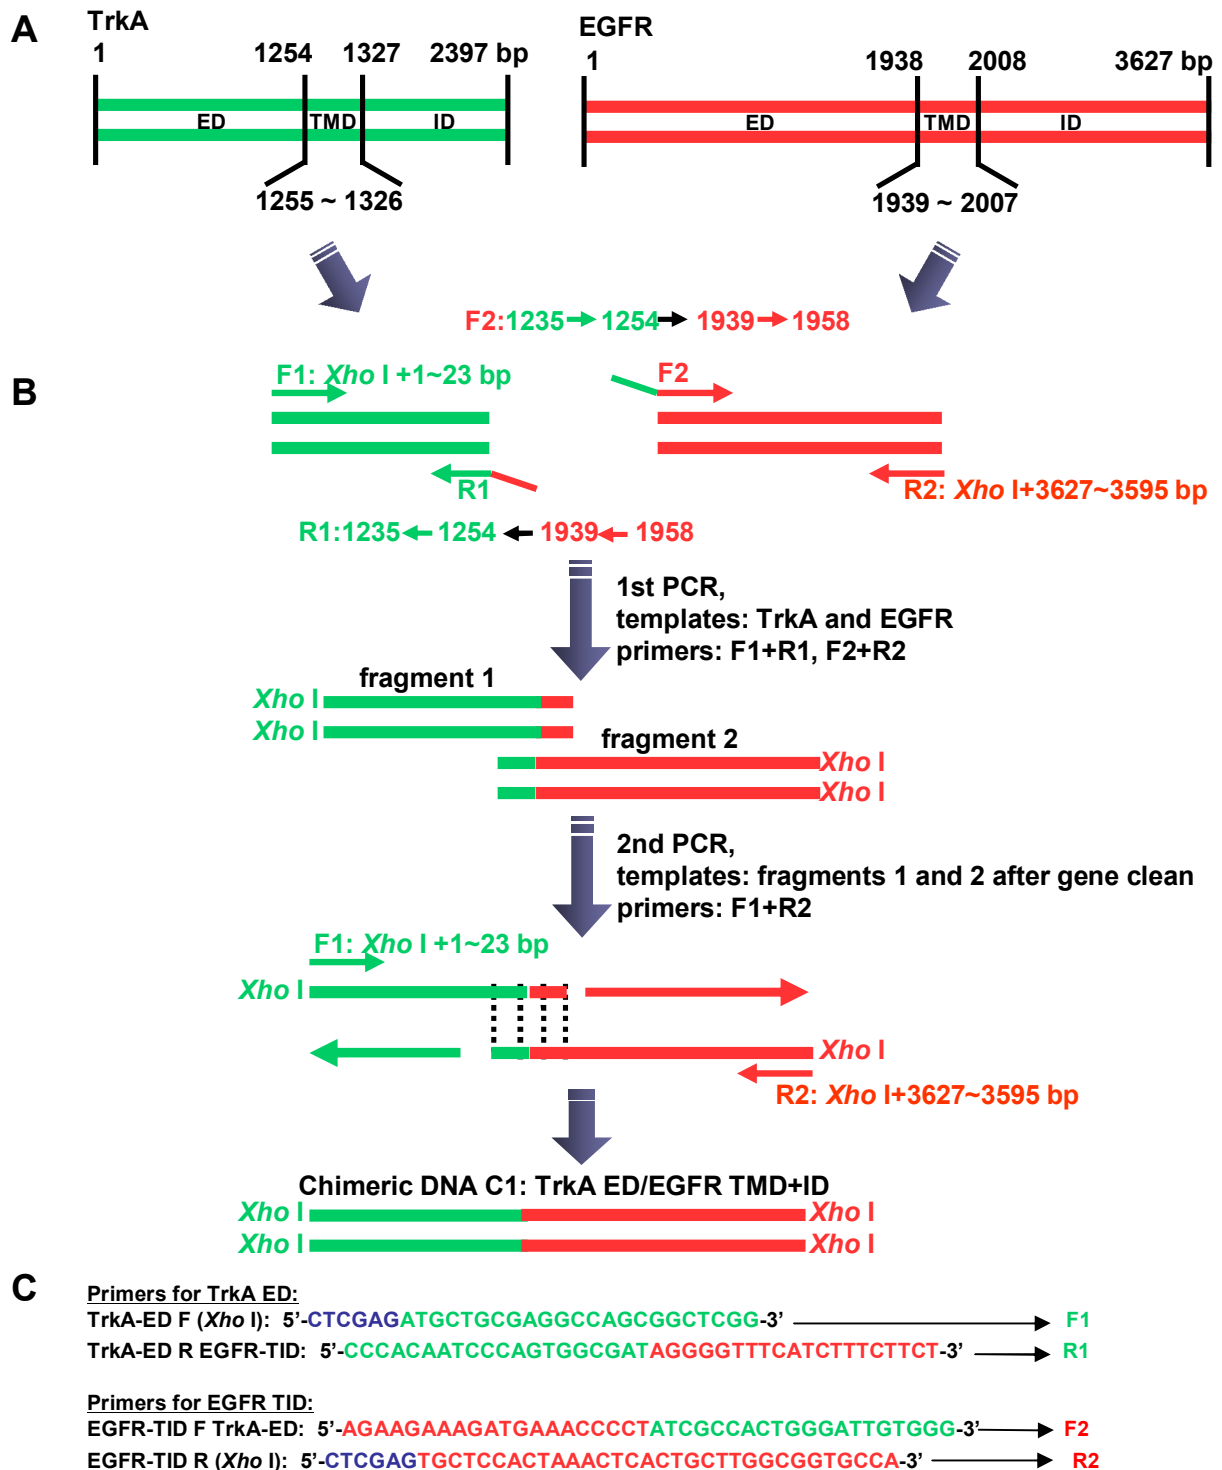 A
TrkA
1 1254 1327 2397 bp
ED TMD ID
1255 ~ 1326
EGFR
1 1938 2008 3627 bp
ED TMD ID
1939 ~ 2007
F2:1235 → 1254 → 1939 → 1958
B
F1: Xho I +1~23 bp
F2
R1
R2: Xho I+3627~3595 bp
R1:1235 ← 1254 ← 1939 ← 1958
1st PCR,
templates: TrkA and EGFR
primers: F1+R1, F2+R2
fragment 1
Xho I
Xho I
fragment 2
Xho I
Xho I
2nd PCR,
templates: fragments 1 and 2 after gene clean
primers: F1+R2
F1: Xho I +1~23 bp
Xho I
Xho I
R2: Xho I+3627~3595 bp
Chimeric DNA C1: TrkA ED/EGFR TMD+ID
Xho I Xho I
Xho I Xho I
C
Primers for TrkA ED:
TrkA-ED F (Xho I): 5’-CTCGAGATGCTGCGAGGCCAGCGGCTCGG-3’ → F1
TrkA-ED R EGFR-TID: 5’-CCCACAATCCCAGTGGCGATAGGGGTTTCATCTTTCTTCT-3’ → R1
Primers for EGFR TID:
EGFR-TID F TrkA-ED: 5’-AGAAGAAAGATGAAACCCCTATCGCCACTGGGATTGTGGG-3’ → F2
EGFR-TID R (Xho I): 5’-CTCGAGTGCTCCACTAAACTCACTGCTTGGCGGTGCCA-3’ → R2